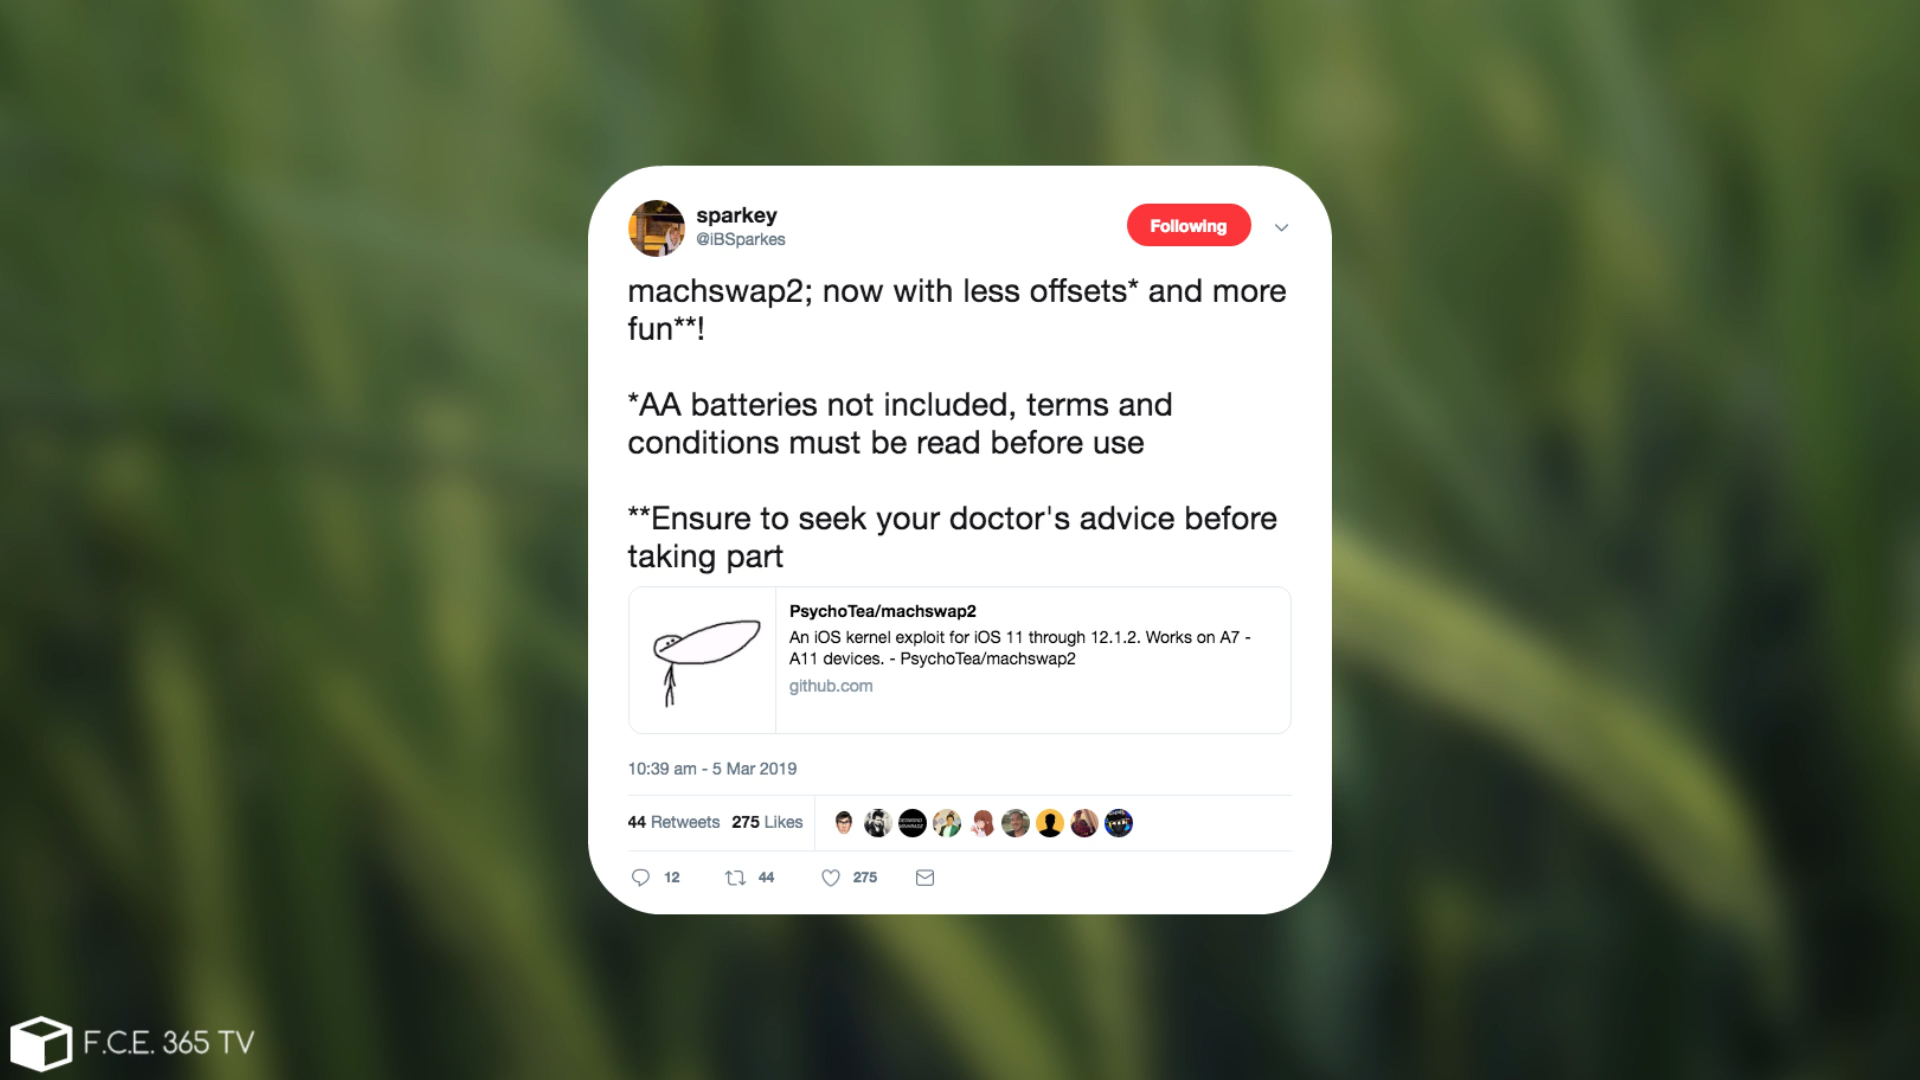 sparkey
@iBSparkes
Following
machswap2; now with less offsets* and more
fun**!
*AA batteries not included, terms and
conditions must be read before use
**Ensure to seek your doctor's advice before
taking part
PsychoTea/machswap2
An iOS kernel exploit for iOS 11 through 12.1.2. Works on A7 -
A11 devices. - PsychoTea/machswap2
github.com
10:39 am - 5 Mar 2019
44 Retweets 275 Likes
12 44 275
F.C.E. 365 TV